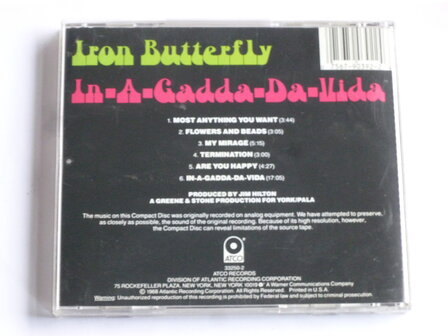 Iron Butterfly
In-A-Gadda-Da-Vida
1. MOST ANYTHING YOU WANT (3:44)
2. FLOWERS AND BEADS (3:05)
3. MY MIRAGE (5:15)
4. TERMINATION (3:00)
5. ARE YOU HAPPY (4:27)
6. IN-A-GADDA-DA-VIDA (17:05)
PRODUCED BY JIM HILTON
A GREENE & STONE PRODUCTION FOR YORK/PALA
The music on this Compact Disc was originally recorded on analog equipment. We have attempted to preserve,
as closely as possible, the sound of the original recording. Because of its high resolution, however,
the Compact Disc can reveal limitations of the source tape.
ATCO
33250-2
ATCO RECORDS
DIVISION OF ATLANTIC RECORDING CORPORATION
75 ROCKEFELLER PLAZA, NEW YORK, NEW YORK 10019 A Warner Communications Company
© 1968 Atlantic Recording Corporation. All Rights Reserved. Printed in U.S.A.
Warning: Unauthorized reproduction of this recording is prohibited by Federal law and subject to criminal prosecution.